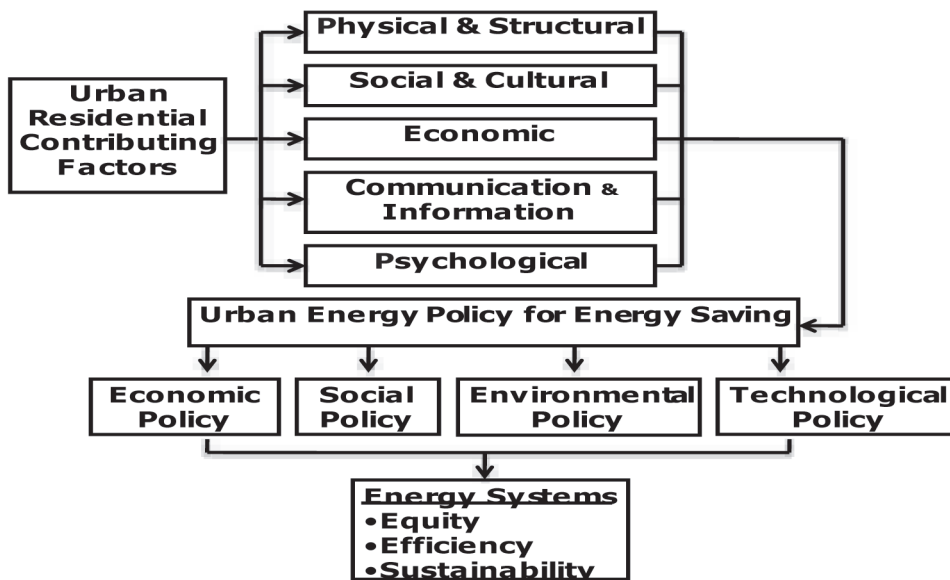 Physical & Structural
Urban
Residential
Contributing
Factors
Social & Cultural
Economic
Communication &
Information
Psychological
Urban Energy Policy for Energy Saving
Economic
Policy
Social
Policy
Environmental
Policy
Technological
Policy
Energy Systems
•Equity
•Efficiency
•Sustainability